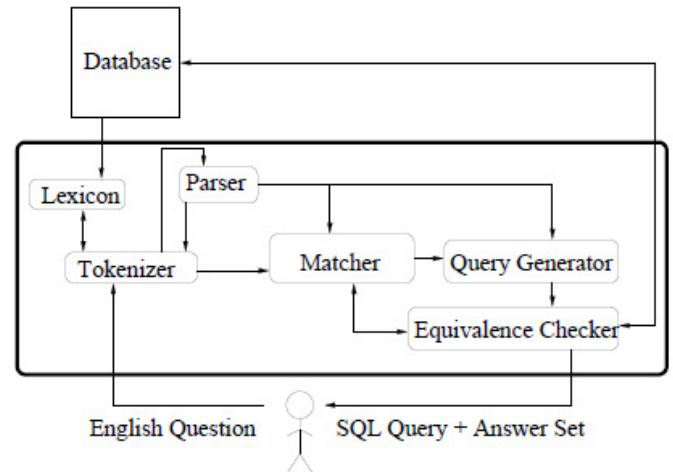 Database
Parser
Lexicon
Tokenizer
Matcher
Query Generator
Equivalence Checker
English Question
SQL Query + Answer Set